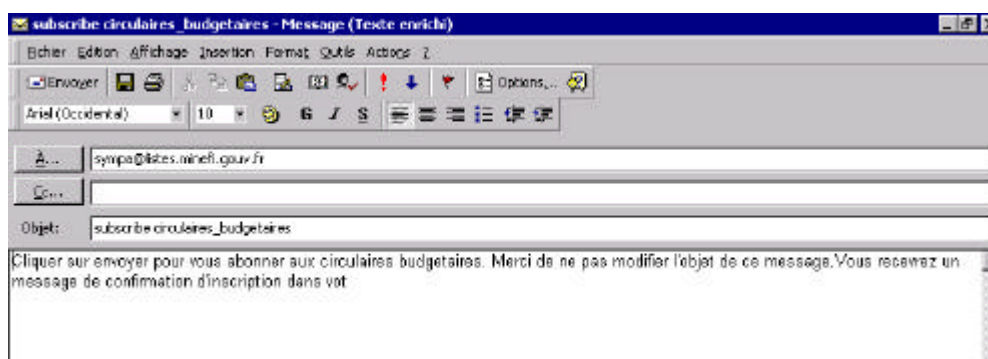 subscribe circulaires_budgetaires - Message (Texte enrichi)
Fichier Edition Affichage Insertion Format Outils Actions ?
Envoyer Options...
Arial (Occidental) 10 G I S
À...
sympa@listes.minefi.gouv.fr
Cc...
Objet:
subscribe circulaires_budgetaires
Cliquer sur envoyer pour vous abonner aux circulaires budgetaires. Merci de ne pas modifier l'objet de ce message.Vous recevrez un
message de confirmation d'inscription dans vot